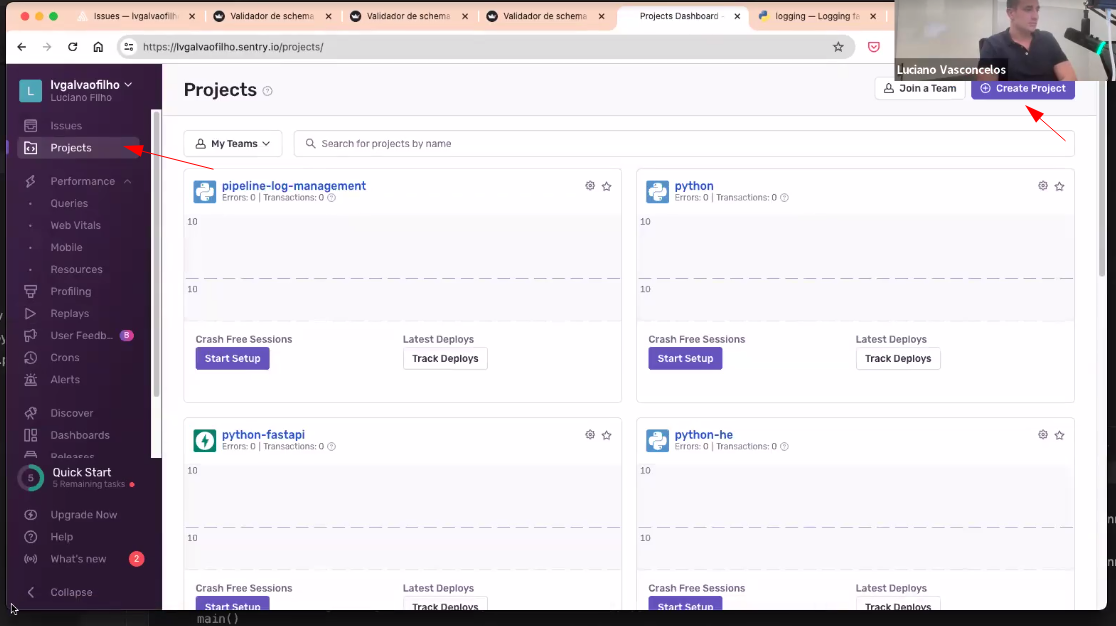 Issues — lvgalvaofilh
Validador de schema
Validador de schema
Validador de schema
Projects Dashboard -
logging — Logging fa
https://lvgalvaofilho.sentry.io/projects/
Luciano Vasconcelos
L
lvgalvaofilho
Luciano Filho
Issues
Projects
Performance
Queries
Web Vitals
Mobile
Resources
Profiling
Replays
User Feedb...
B
Crons
Alerts
Discover
Dashboards
Releases
5
Quick Start
5 Remaining tasks
Upgrade Now
Help
What's new
2
Collapse
Projects
Join a Team
Create Project
My Teams
Search for projects by name
pipeline-log-management
Errors: 0 | Transactions: 0
10
10
Crash Free Sessions
Latest Deploys
Start Setup
Track Deploys
python
Errors: 0 | Transactions: 0
10
10
Crash Free Sessions
Latest Deploys
Start Setup
Track Deploys
python-fastapi
Errors: 0 | Transactions: 0
10
10
Crash Free Sessions
Latest Deploys
Start Setup
Track Deploys
python-he
Errors: 0 | Transactions: 0
10
10
Crash Free Sessions
Latest Deploys
Start Setup
Track Deploys
main()